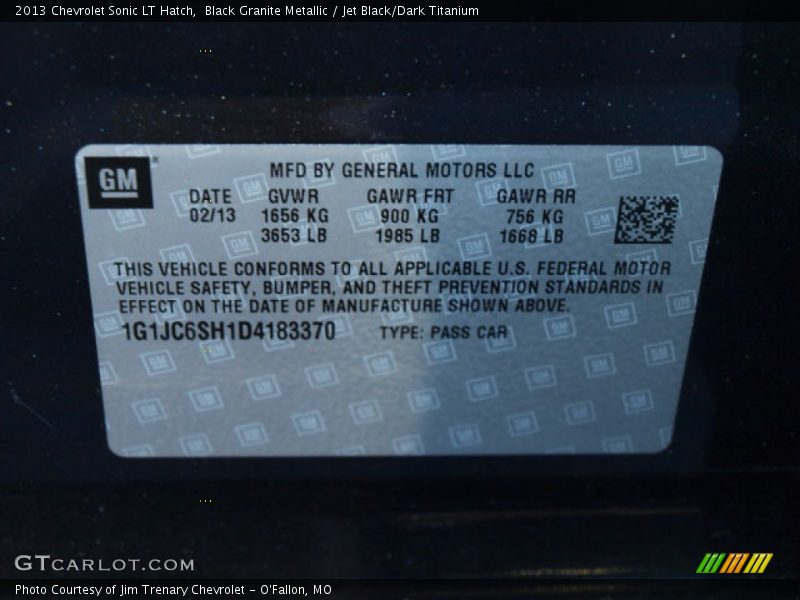 2013 Chevrolet Sonic LT Hatch,  Black Granite Metallic / Jet Black/Dark Titanium
GM
MFD BY GENERAL MOTORS LLC
DATE GVWR GAWR FRT GAWR RR
02/13 1656 KG 900 KG 756 KG
3653 LB 1985 LB 1668 LB
THIS VEHICLE CONFORMS TO ALL APPLICABLE U.S. FEDERAL MOTOR
VEHICLE SAFETY, BUMPER, AND THEFT PREVENTION STANDARDS IN
EFFECT ON THE DATE OF MANUFACTURE SHOWN ABOVE.
1G1JC6SH1D4183370 TYPE: PASS CAR
GTCARLOT.COM
Photo Courtesy of Jim Trenary Chevrolet - O'Fallon, MO